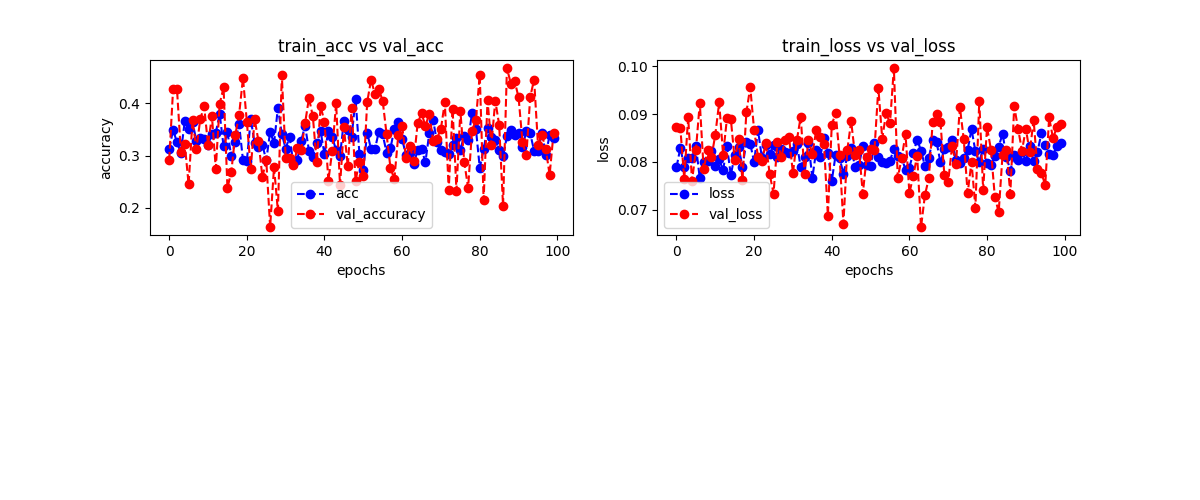 train_acc vs val_acc
accuracy
0.4
0.3
0.2
acc
val_accuracy
0 20 40 60 80 100
epochs
train_loss vs val_loss
loss
0.10
0.09
0.08
0.07
loss
val_loss
0 20 40 60 80 100
epochs